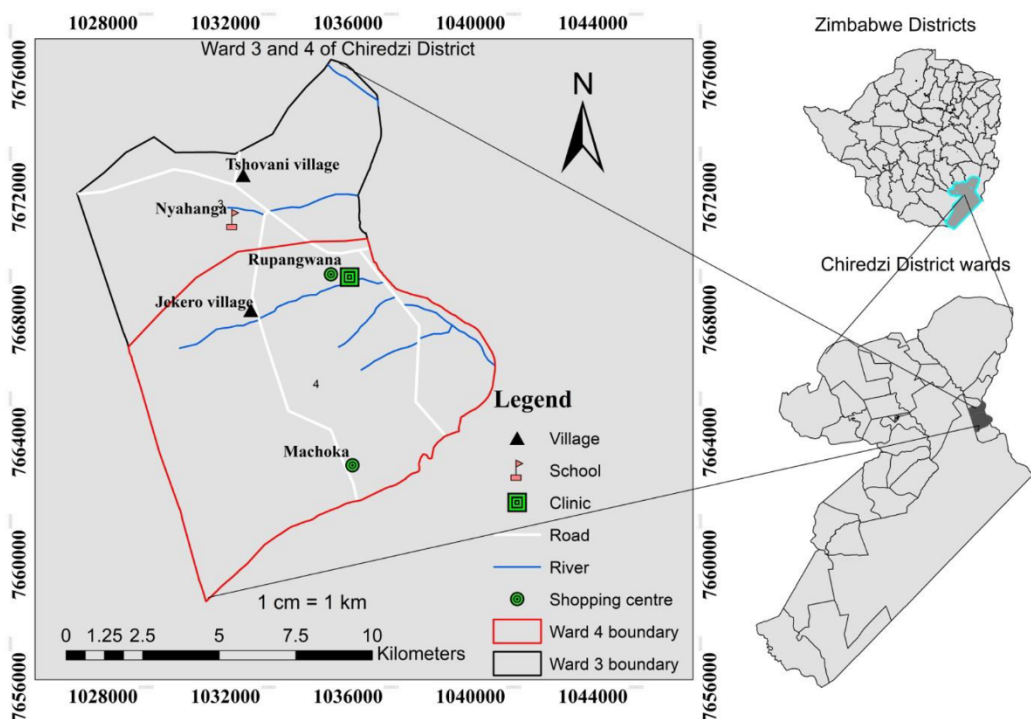 1028000 1032000 1036000 1040000 1044000
Ward 3 and 4 of Chiredzi District
Zimbabwe Districts
7676000
7676000
N
Tshovani village
7672000
7672000
Nyahanga
3
Rupangwana
Chiredzi District wards
Jekero village
7668000
7668000
4
Legend
Village
Machoka
School
7664000
7664000
Clinic
Road
River
7660000
7660000
Shopping centre
1 cm = 1 km
Ward 4 boundary
0 1.25 2.5 5 7.5 10
Kilometers
Ward 3 boundary
7656000
7656000
1028000 1032000 1036000 1040000 1044000